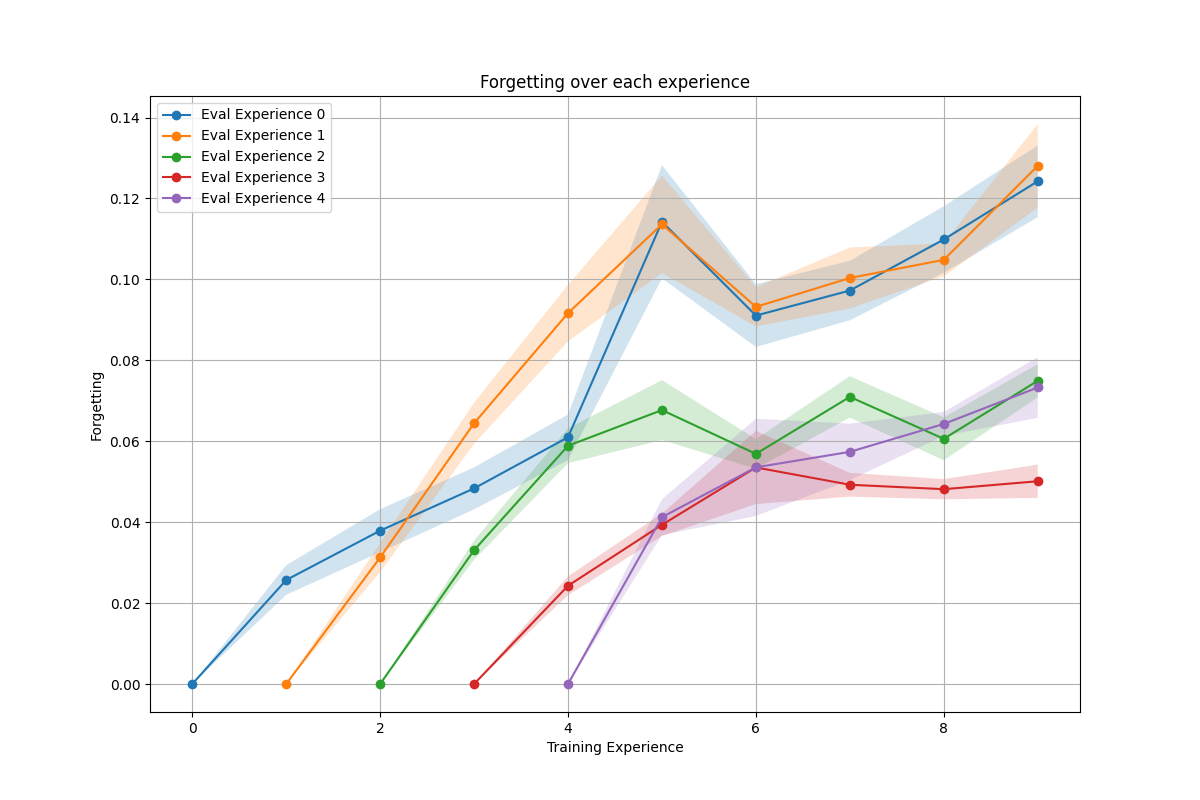 Forgetting over each experience
Eval Experience 0
Eval Experience 1
Eval Experience 2
Eval Experience 3
Eval Experience 4
Forgetting
0.14
0.12
0.10
0.08
0.06
0.04
0.02
0.00
0 2 4 6 8
Training Experience